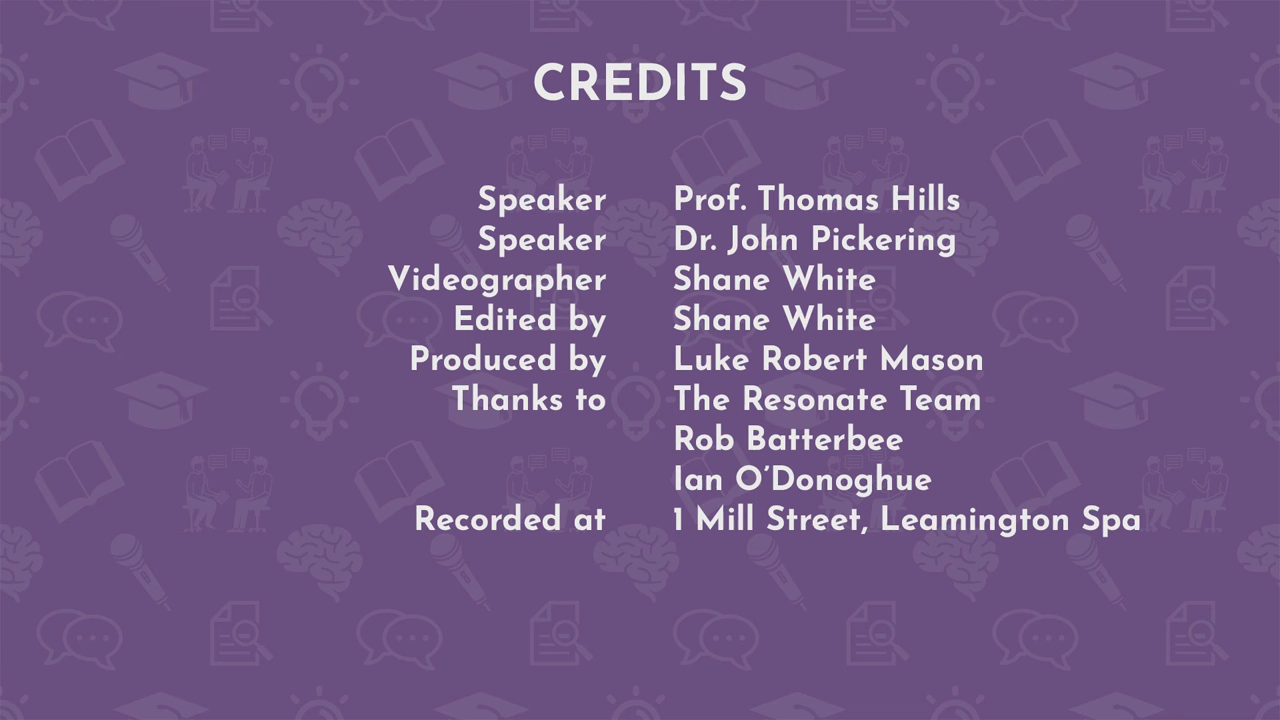 CREDITS
Speaker Prof. Thomas Hills
Speaker Dr. John Pickering
Videographer Shane White
Edited by Shane White
Produced by Luke Robert Mason
Thanks to The Resonate Team
Rob Batterbee
Ian O’Donoghue
Recorded at 1 Mill Street, Leamington Spa